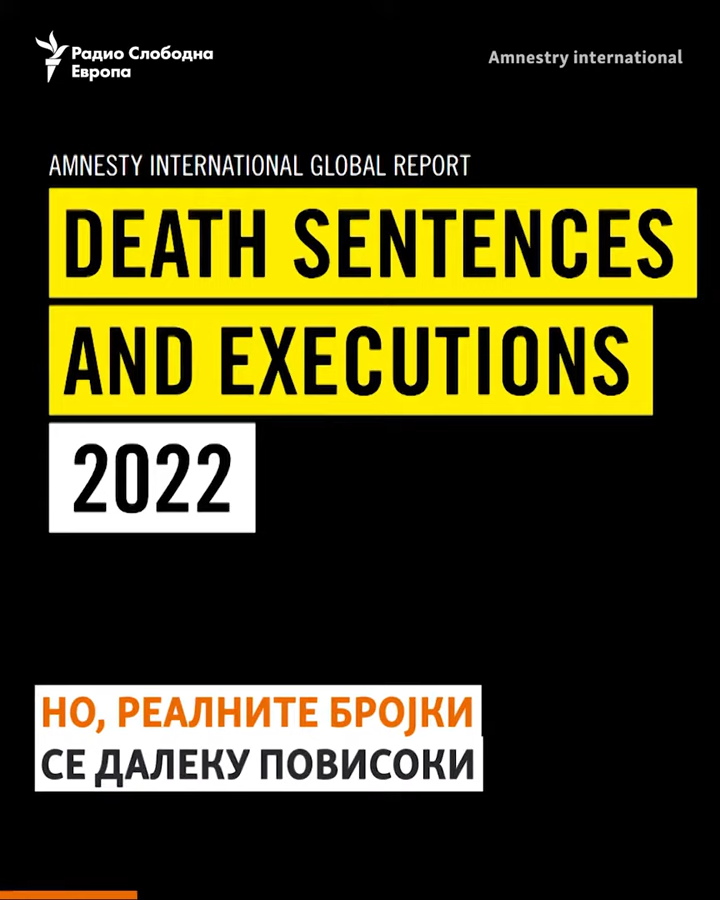 Радио Слободна
Европа
Amnestry international
AMNESTY INTERNATIONAL GLOBAL REPORT
DEATH SENTENCES
AND EXECUTIONS
2022
НО, РЕАЛНИТЕ БРОЈКИ
СЕ ДАЛЕКУ ПОВИСОКИ